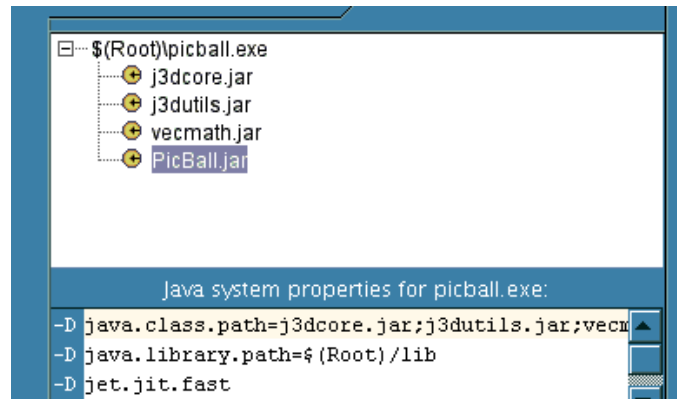 $(Root)\picball.exe
j3dcore.jar
j3dutils.jar
vecmath.jar
PicBall.jar
Java system properties for picball.exe:
-D java.class.path=j3dcore.jar;j3dutils.jar;vecm
-D java.library.path=$(Root)/lib
-D jet.jit.fast